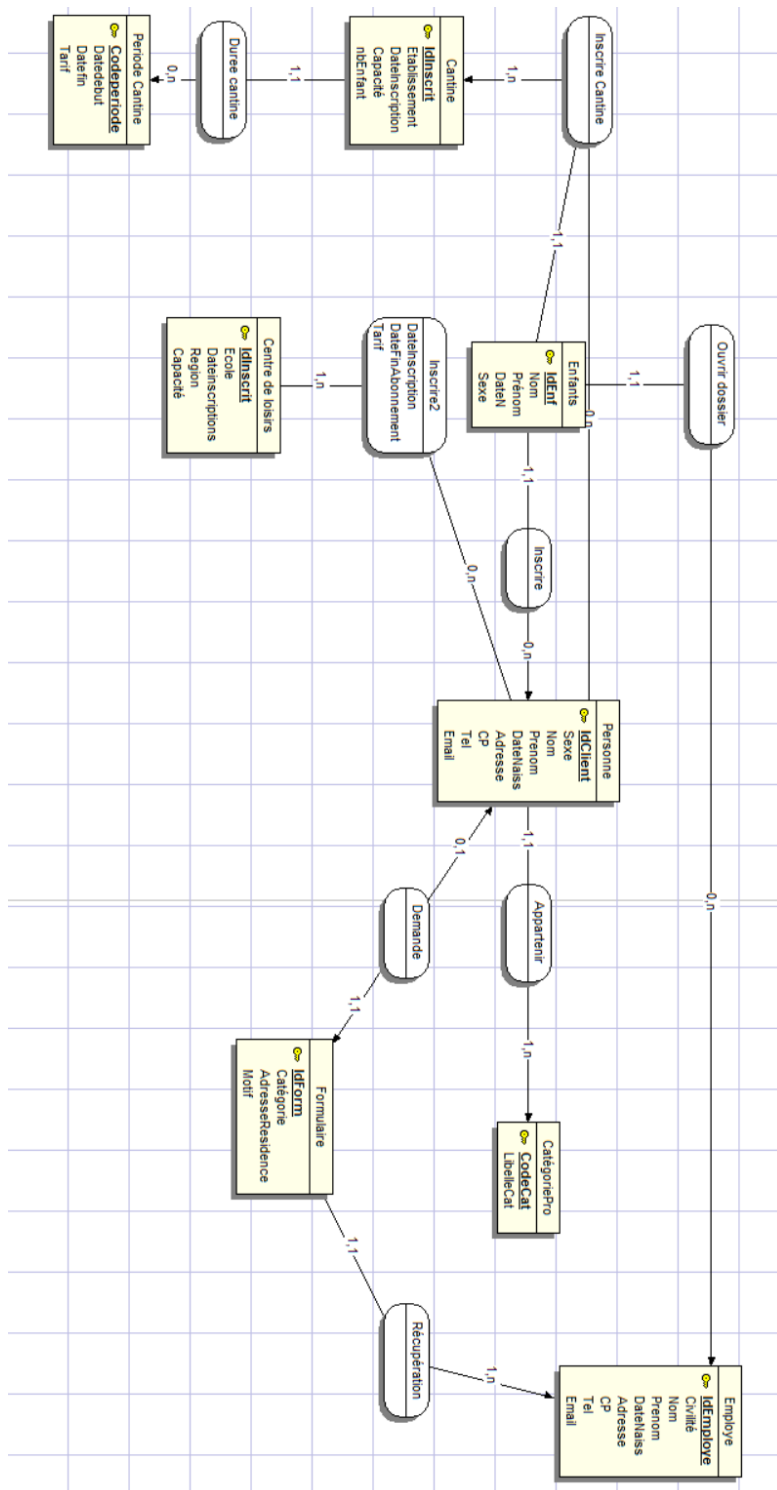 Inscrire Cantine
1,n
Cantine
IdInscrit
Etablissement
DateInscription
Capacité
nbEnfant
1,1
Duree cantine
0,n
Periode Cantine
Codeperiode
Datedebut
Datefin
Tarif
1,1
0,n
Ouvrir dossier
1,1
0,n
Enfants
IdEnf
Nom
Prénom
DateN
Sexe
1,1
Inscrire
0,n
Inscrire2
DateInscription
DateFinAbonnement
Tarif
1,n
0,n
Centre de loisirs
IdInscrit
Ecole
Dateinscriptions
Region
Capacité
Personne
IdClient
Sexe
Nom
Prenom
DateNaiss
Adresse
CP
Tel
Email
1,1
Appartenir
1,n
CatégoriePro
CodeCat
LibelleCat
0,1
Demande
1,1
Formulaire
IdForm
Catégorie
AdresseResidence
Motif
1,1
Récupération
1,n
Employe
IdEmploye
Civilité
Nom
Prenom
DateNaiss
Adresse
CP
Tel
Email